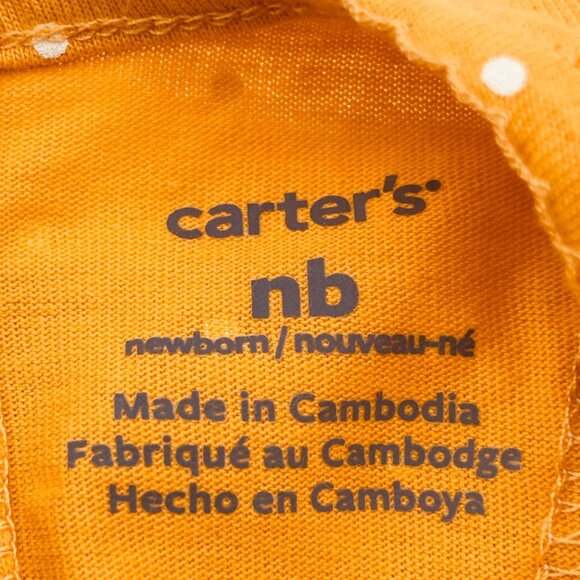 carter's
nb
newborn / nouveau-né
Made in Cambodia
Fabriqué au Cambodge
Hecho en Camboya